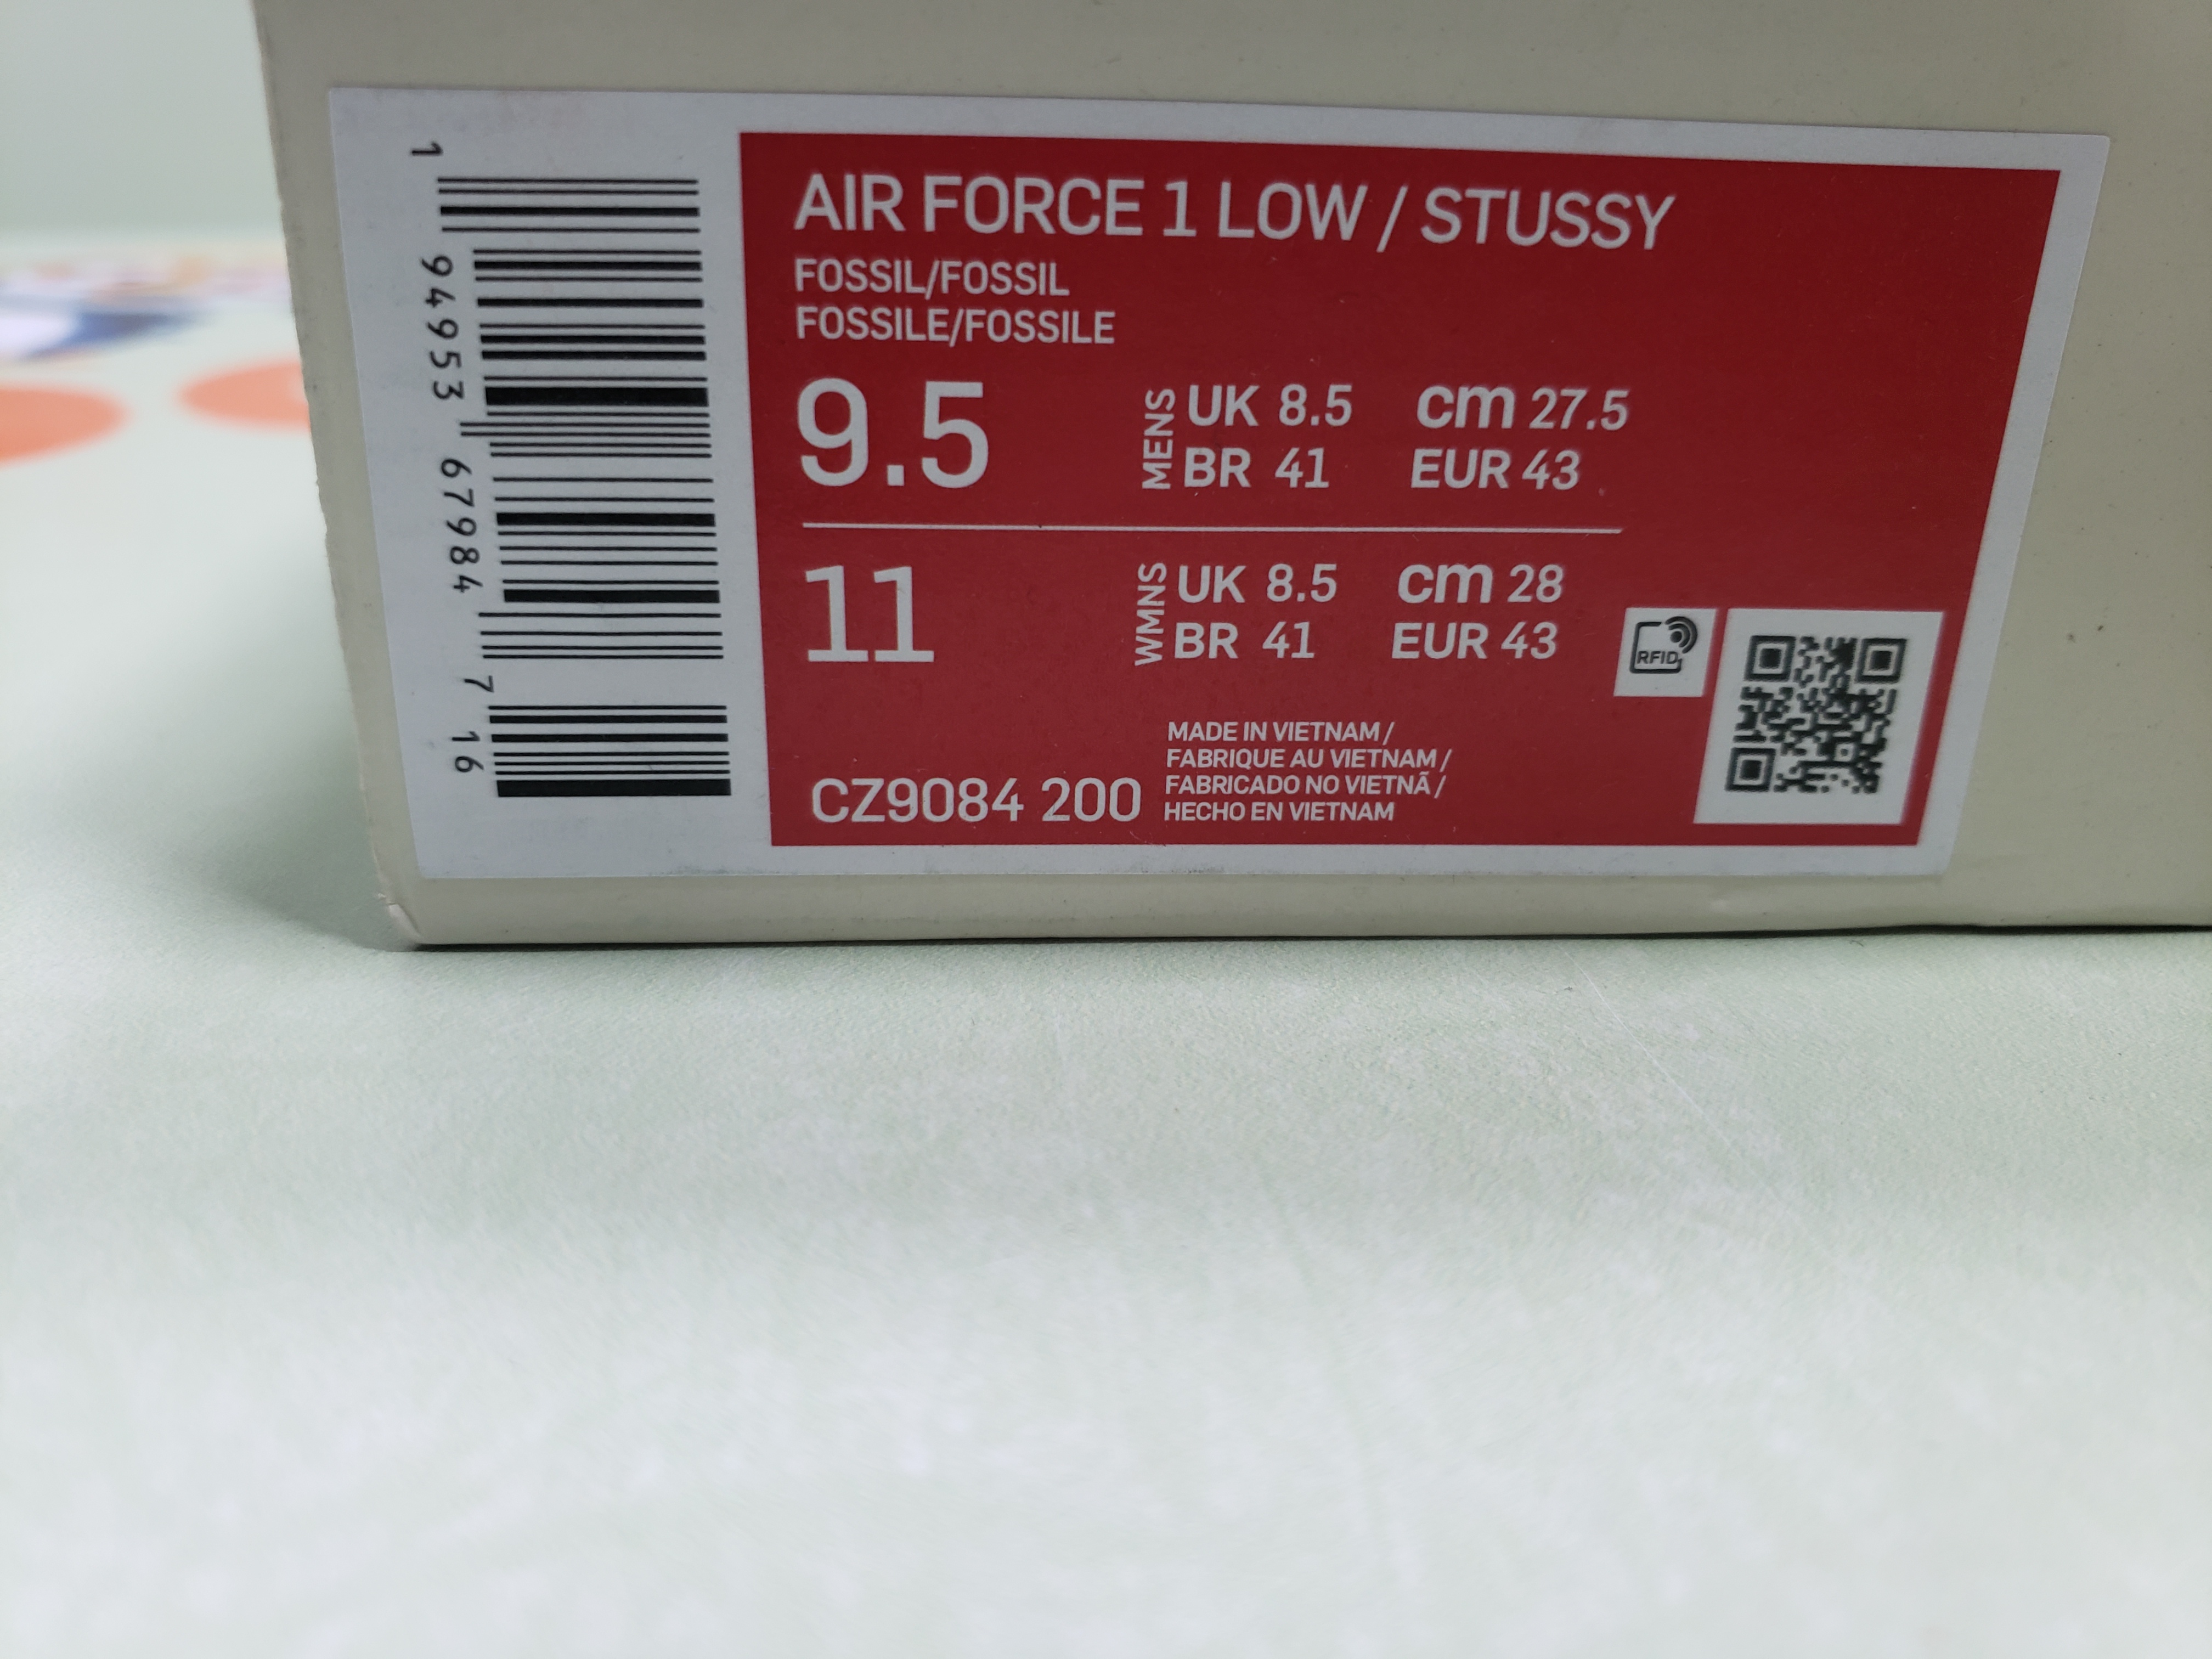 1 94953 67984 7 16
AIR FORCE 1 LOW / STUSSY
FOSSIL/FOSSIL
FOSSILE/FOSSILE
9.5 MENS UK 8.5 cm 27.5
BR 41 EUR 43
11 WMNS UK 8.5 cm 28
BR 41 EUR 43
RFID
CZ9084 200
MADE IN VIETNAM /
FABRIQUE AU VIETNAM /
FABRICADO NO VIETNÃ /
HECHO EN VIETNAM